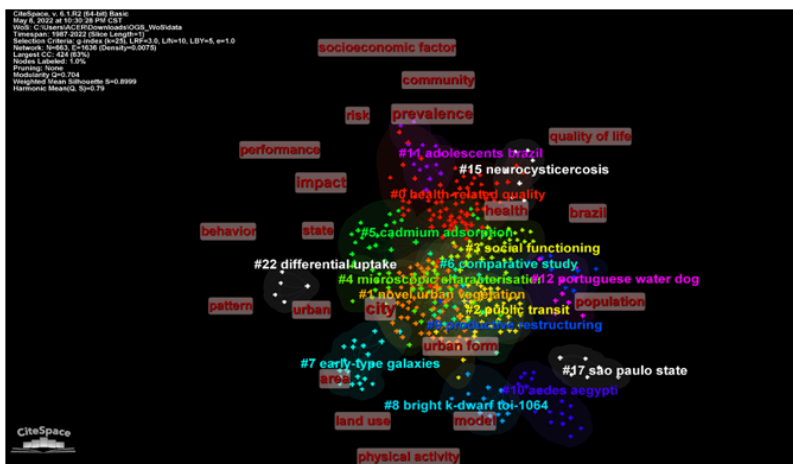 CiteSpace, v. 6.1.R2 (64-bit) Basic
May 8, 2022 at 10:30:28 PM CST
WoS: C:\Users\ACER\Downloads\OGS_WoS\data
Timespan: 1987-2022 (Slice Length=1)
Selection Criteria: g-index (k=25), LRF=3.0, L/N=10, LBY=5, e=1.0
Network: N=663, E=1636 (Density=0.0075)
Largest CC: 424 (63%)
Nodes Labeled: 1.0%
Pruning: None
Modularity Q=0.704
Weighted Mean Silhouette S=0.8999
Harmonic Mean(Q, S)=0.79
socioeconomic factor
community
risk
prevalence
quality of life
performance
#11 adolescents brazil
#15 neurocysticercosis
impact
#0 health-related quality
health
brazil
behavior
state
#5 cadmium adsorption
#3 social functioning
#22 differential uptake
#6 comparative study
#4 microscopic characterisation
#12 portuguese water dog
#1 novel urban vegetation
pattern
urban
city
#2 public transit
population
productive restructuring
urban form
#7 early-type galaxies
#17 sao paulo state
area
#10 aedes aegypti
#8 bright k-dwarf toi-1064
land use
model
physical activity
CiteSpace